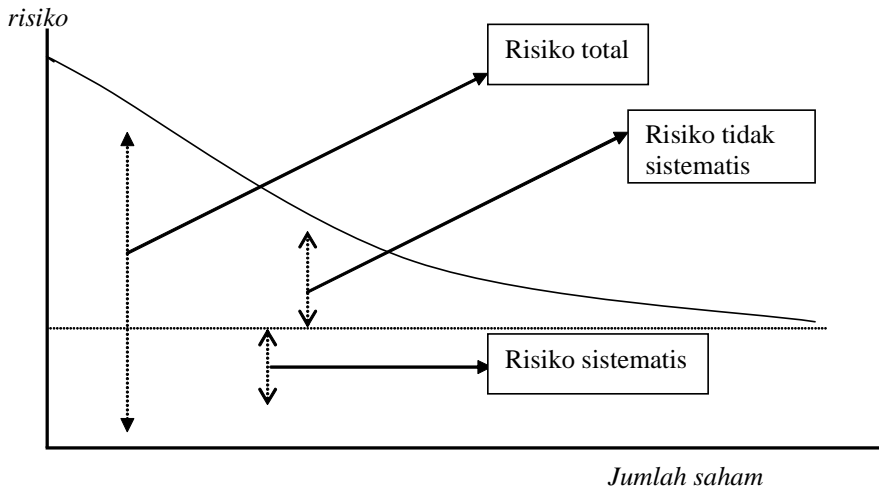 risiko
Risiko total
Risiko tidak
sistematis
Risiko sistematis
Jumlah saham